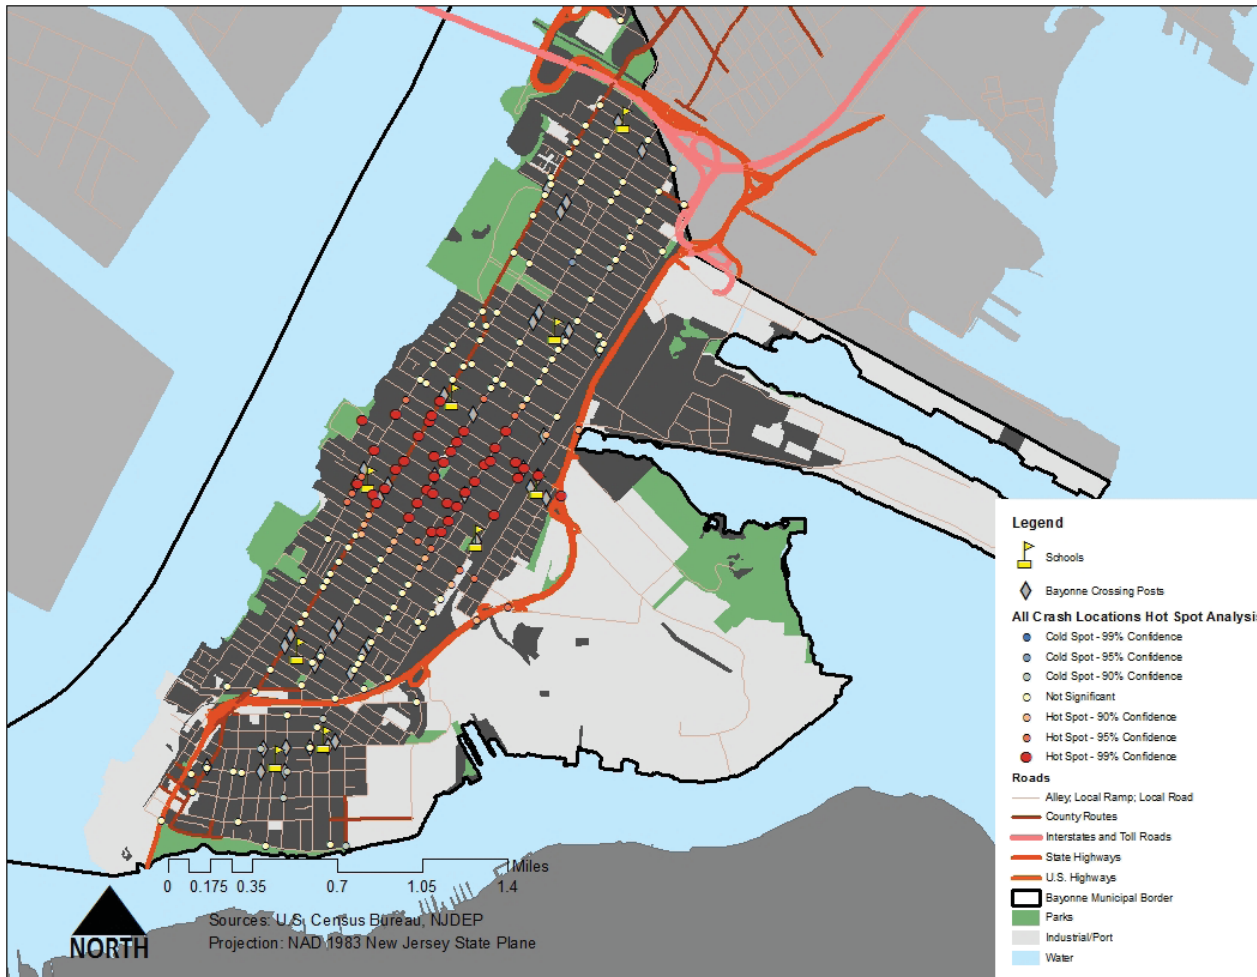 Legend
Schools
Bayonne Crossing Posts
All Crash Locations Hot Spot Analysis
Cold Spot - 99% Confidence
Cold Spot - 95% Confidence
Cold Spot - 90% Confidence
Not Significant
Hot Spot - 90% Confidence
Hot Spot - 95% Confidence
Hot Spot - 99% Confidence
Roads
Alley; Local Ramp; Local Road
County Routes
Interstates and Toll Roads
State Highways
U.S. Highways
Bayonne Municipal Border
Parks
Industrial/Port
Water
Miles
0 0.175 0.35 0.7 1.05 1.4
Sources: U.S. Census Bureau, NJDEP
Projection: NAD 1983 New Jersey State Plane
NORTH